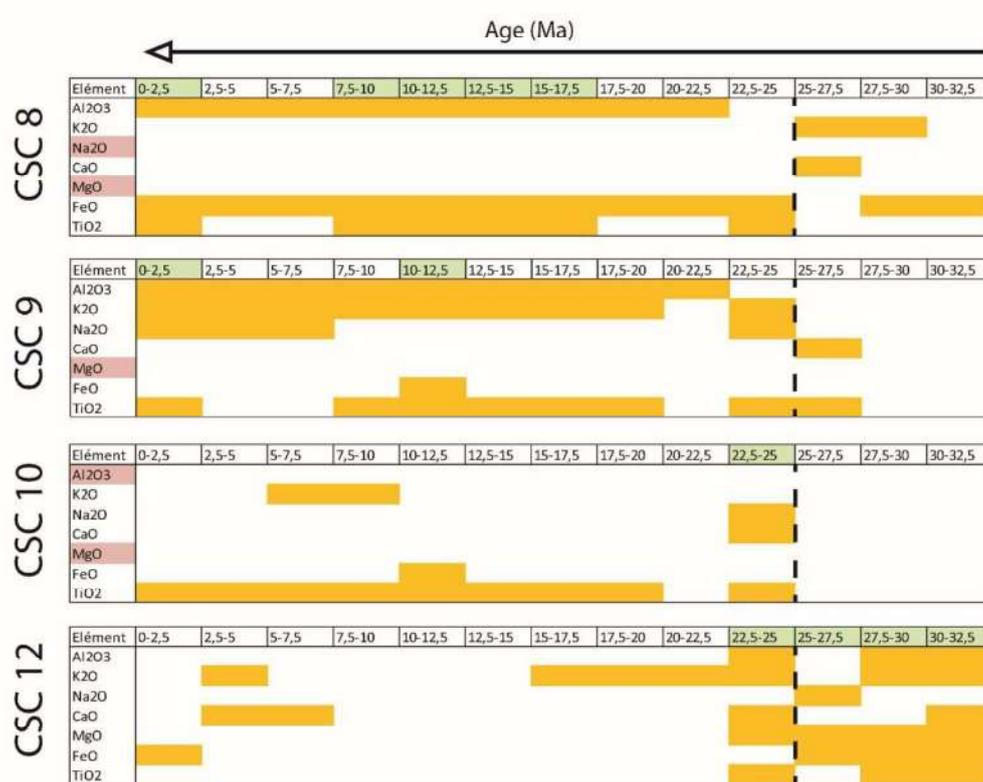 Age (Ma)
CSC 8
Elément 0-2,5 2,5-5 5-7,5 7,5-10 10-12,5 12,5-15 15-17,5 17,5-20 20-22,5 22,5-25 25-27,5 27,5-30 30-32,5
Al2O3
K2O
Na2O
CaO
MgO
FeO
TiO2
CSC 9
Elément 0-2,5 2,5-5 5-7,5 7,5-10 10-12,5 12,5-15 15-17,5 17,5-20 20-22,5 22,5-25 25-27,5 27,5-30 30-32,5
Al2O3
K2O
Na2O
CaO
MgO
FeO
TiO2
CSC 10
Elément 0-2,5 2,5-5 5-7,5 7,5-10 10-12,5 12,5-15 15-17,5 17,5-20 20-22,5 22,5-25 25-27,5 27,5-30 30-32,5
Al2O3
K2O
Na2O
CaO
MgO
FeO
TiO2
CSC 12
Elément 0-2,5 2,5-5 5-7,5 7,5-10 10-12,5 12,5-15 15-17,5 17,5-20 20-22,5 22,5-25 25-27,5 27,5-30 30-32,5
Al2O3
K2O
Na2O
CaO
MgO
FeO
TiO2